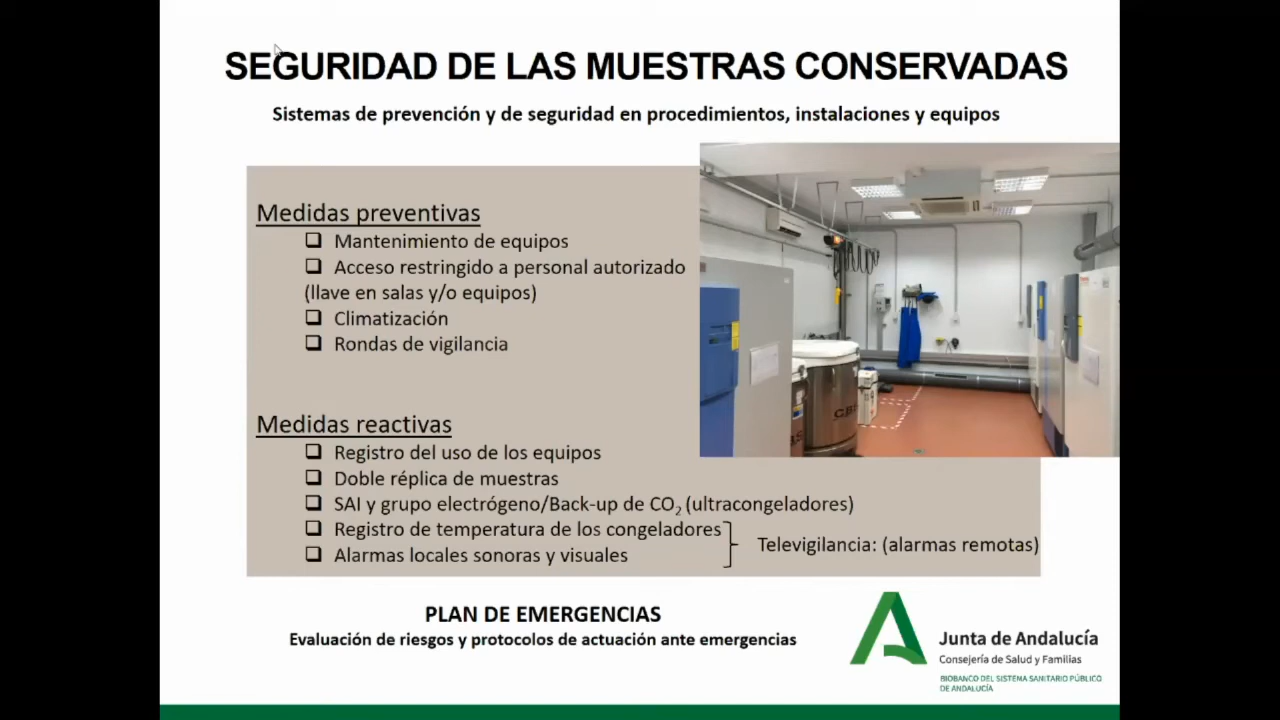 SEGURIDAD DE LAS MUESTRAS CONSERVADAS
Sistemas de prevención y de seguridad en procedimientos, instalaciones y equipos
Medidas preventivas
❑ Mantenimiento de equipos
❑ Acceso restringido a personal autorizado
(llave en salas y/o equipos)
❑ Climatización
❑ Rondas de vigilancia
Medidas reactivas
❑ Registro del uso de los equipos
❑ Doble réplica de muestras
❑ SAI y grupo electrógeno/Back-up de CO₂ (ultracongeladores)
❑ Registro de temperatura de los congeladores
❑ Alarmas locales sonoras y visuales
Televigilancia: (alarmas remotas)
PLAN DE EMERGENCIAS
Evaluación de riesgos y protocolos de actuación ante emergencias
Junta de Andalucía
Consejería de Salud y Familias
BIOBANCO DEL SISTEMA SANITARIO PÚBLICO
DE ANDALUCÍA